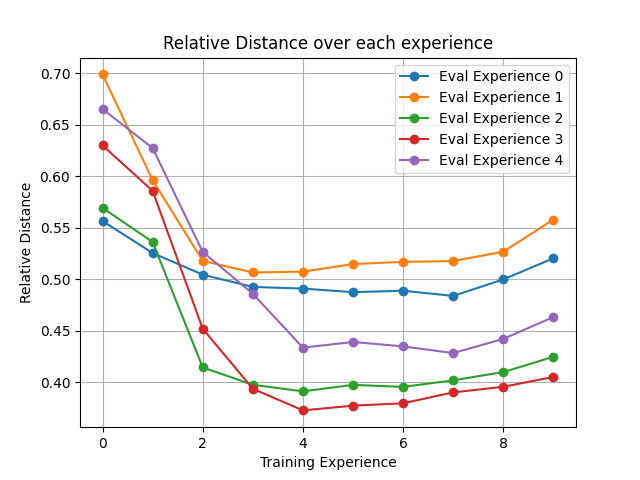 Relative Distance over each experience
0.70
0.65
0.60
0.55
0.50
0.45
0.40
Relative Distance
Eval Experience 0
Eval Experience 1
Eval Experience 2
Eval Experience 3
Eval Experience 4
0 2 4 6 8
Training Experience